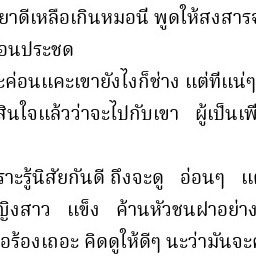 ยาดีเหลือเกินหมอนี พูดให้สงสาร
อนประชด
ะค่อนแคะเขายังไงก็ช่าง แต่ที่แน่ๆ
สินใจแล้วว่าจะไปกับเขา ผู้เป็นเพี
ราะรู้นิสัยกันดี ถึงจะดู อ่อนๆ แต
ญิงสาว แข็ง ค้านหัวชนฝาอย่าง
อร้องเถอะ คิดดูให้ดีๆ นะว่ามันจะ